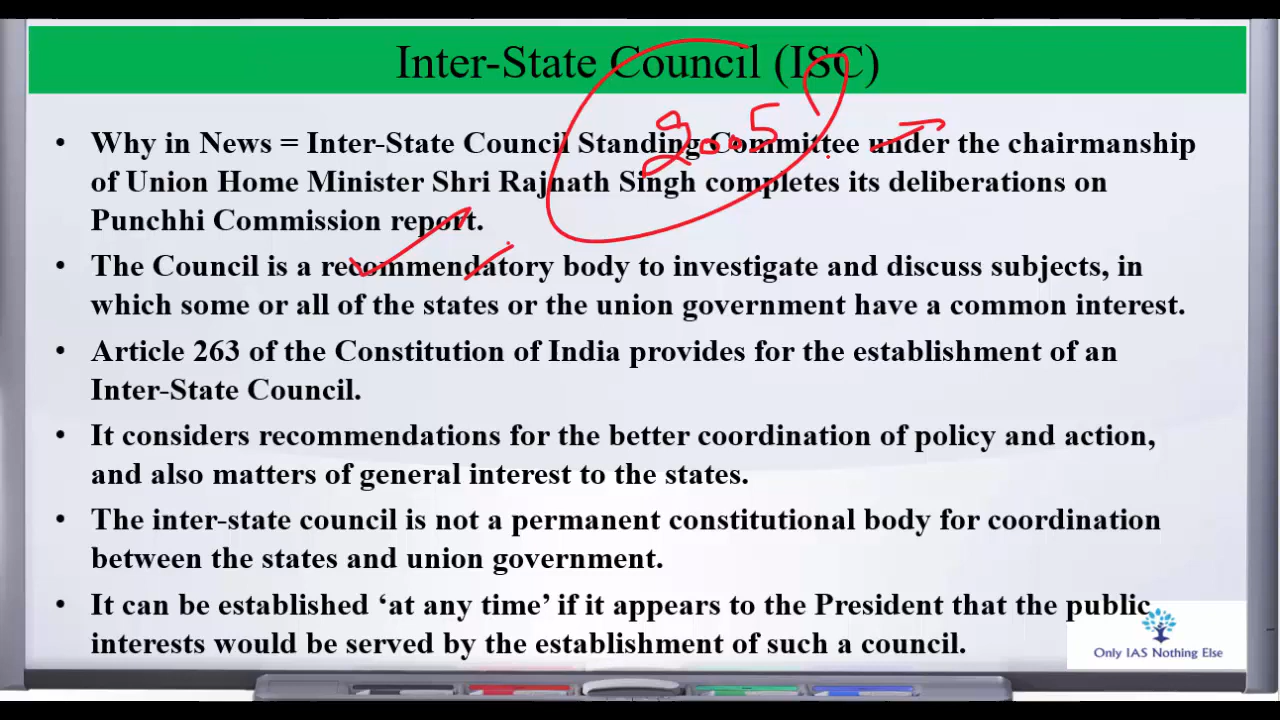 Inter-State Council (ISC)
2005
• Why in News = Inter-State Council Standing Committee under the chairmanship
of Union Home Minister Shri Rajnath Singh completes its deliberations on
Punchhi Commission report.
• The Council is a recommendatory body to investigate and discuss subjects, in
which some or all of the states or the union government have a common interest.
• Article 263 of the Constitution of India provides for the establishment of an
Inter-State Council.
• It considers recommendations for the better coordination of policy and action,
and also matters of general interest to the states.
• The inter-state council is not a permanent constitutional body for coordination
between the states and union government.
• It can be established ‘at any time’ if it appears to the President that the public
interests would be served by the establishment of such a council.
Only IAS Nothing Else